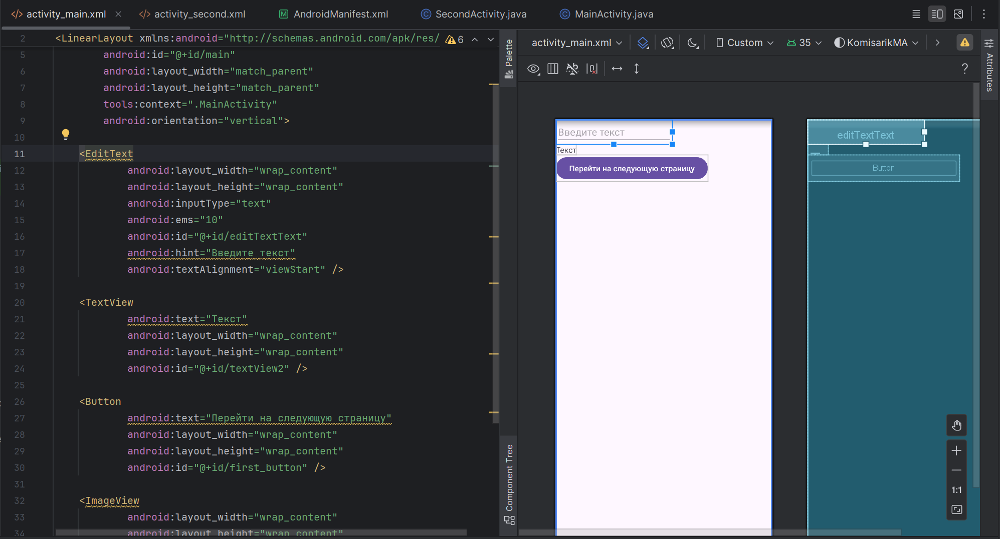 activity_main.xml
activity_second.xml
AndroidManifest.xml
SecondActivity.java
MainActivity.java
2 <LinearLayout xmlns:android="http://schemas.android.com/apk/res/
6
5 android:id="@+id/main"
6 android:layout_width="match_parent"
7 android:layout_height="match_parent"
8 tools:context=".MainActivity"
9 android:orientation="vertical">
10
11 <EditText
12 android:layout_width="wrap_content"
13 android:layout_height="wrap_content"
14 android:inputType="text"
15 android:ems="10"
16 android:id="@+id/editTextText"
17 android:hint="Введите текст"
18 android:textAlignment="viewStart" />
19
20 <TextView
21 android:text="Текст"
22 android:layout_width="wrap_content"
23 android:layout_height="wrap_content"
24 android:id="@+id/textView2" />
25
26 <Button
27 android:text="Перейти на следующую страницу"
28 android:layout_width="wrap_content"
29 android:layout_height="wrap_content"
30 android:id="@+id/first_button" />
31
32 <ImageView
33 android:layout_width="wrap_content"
34 android:layout_height="wrap_content"
Palette
Component Tree
activity_main.xml
Custom
35
KomisarikMA
?
Attributes
Введите текст
Текст
Перейти на следующую страницу
editTextText
Button
1:1